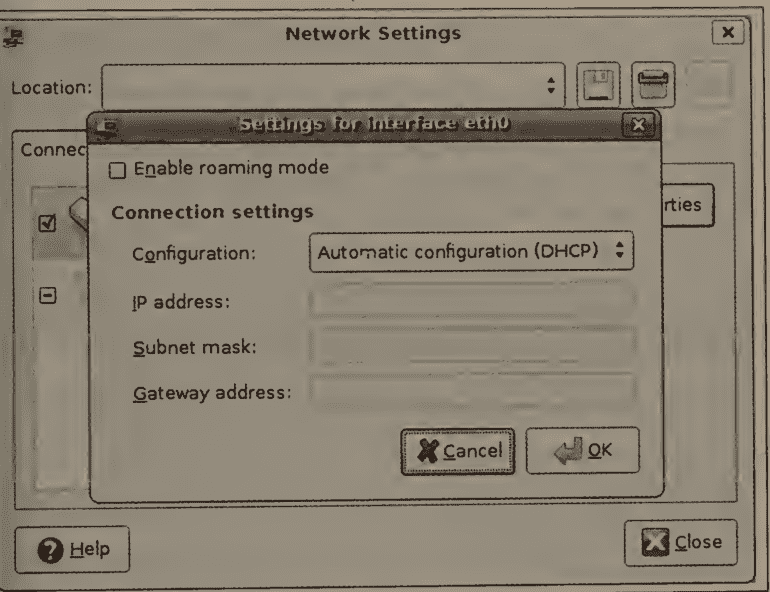 Network Settings
Location:
Settings for interface eth0
Connec
Enable roaming mode
rties
Connection settings
Configuration: Automatic configuration (DHCP)
IP address:
Subnet mask:
Gateway address:
Cancel OK
Help Close